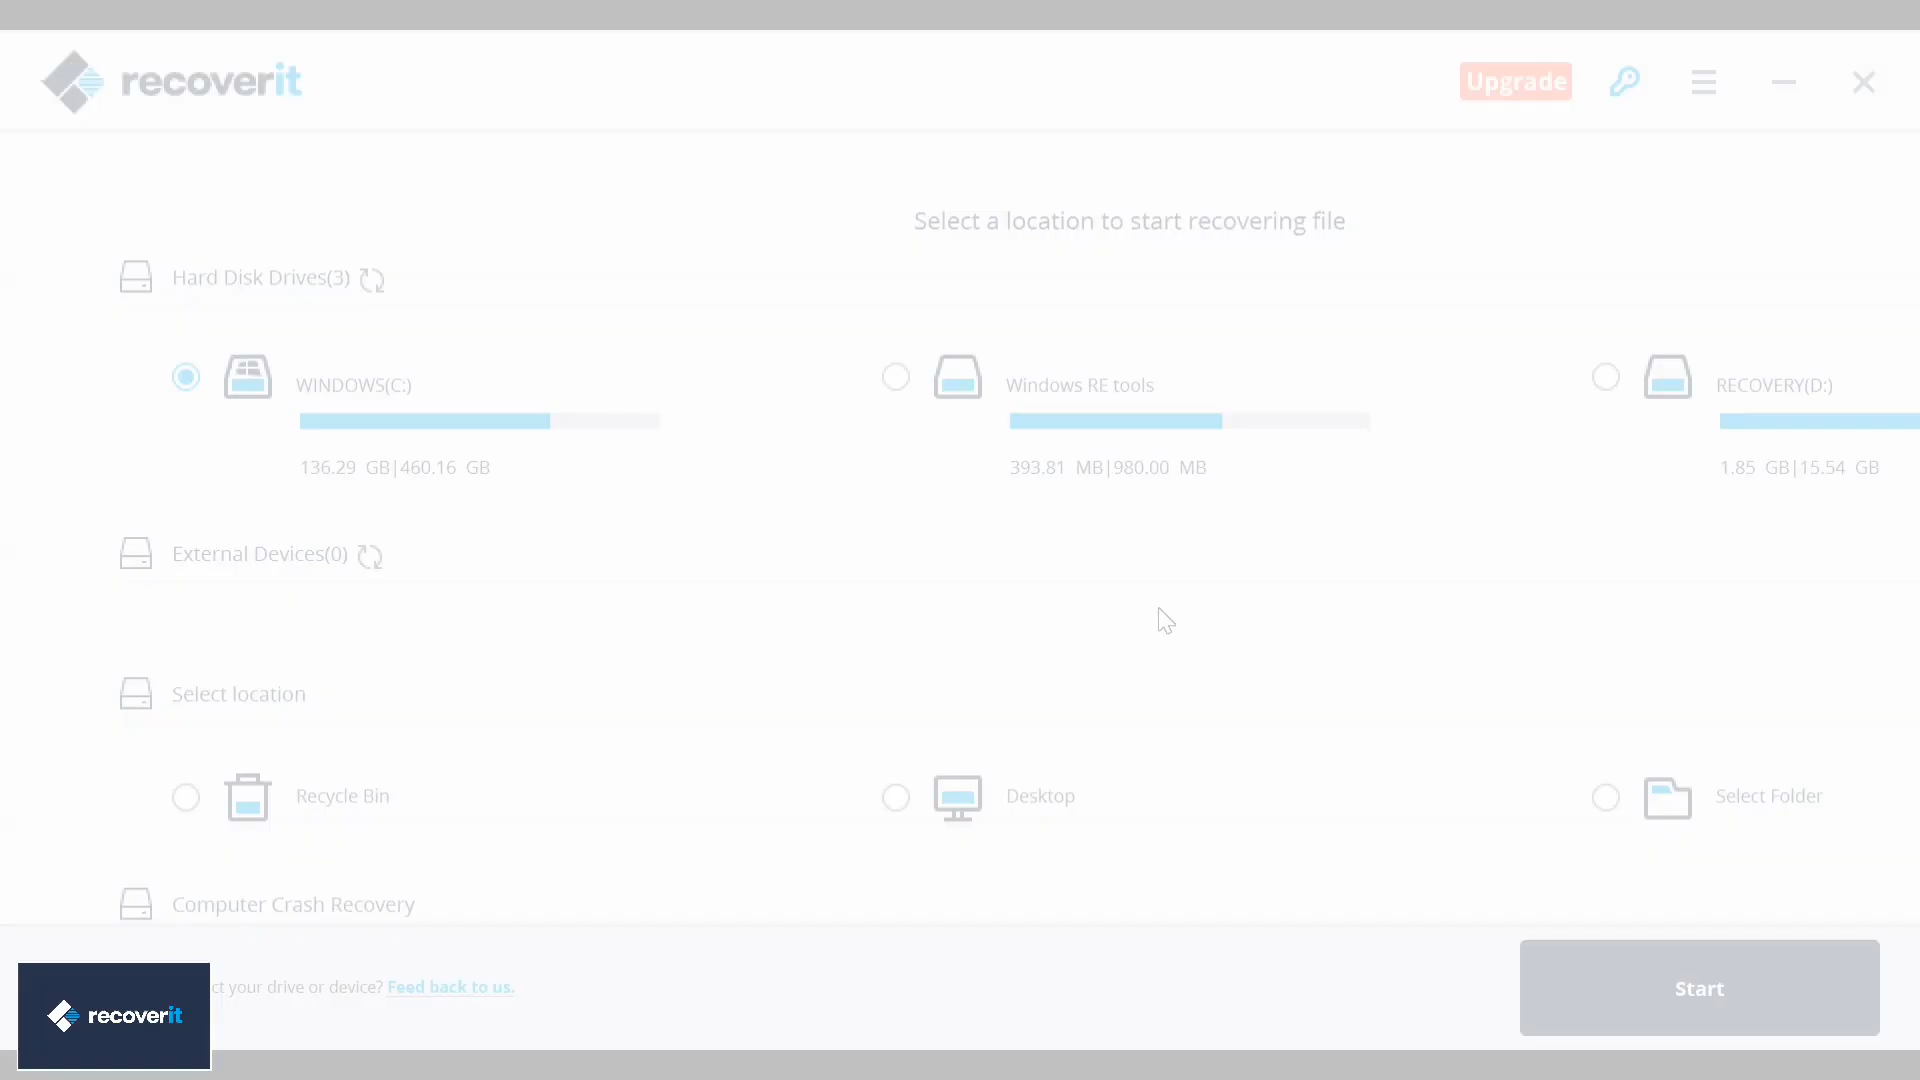 recoverit
Upgrade
Select a location to start recovering file
Hard Disk Drives(3)
WINDOWS(C:)
136.29 GB|460.16 GB
Windows RE tools
393.81 MB|980.00 MB
RECOVERY(D:)
1.85 GB|15.54 GB
External Devices(0)
Select location
Recycle Bin
Desktop
Select Folder
Computer Crash Recovery
your drive or device? Feed back to us.
Start
recoverit